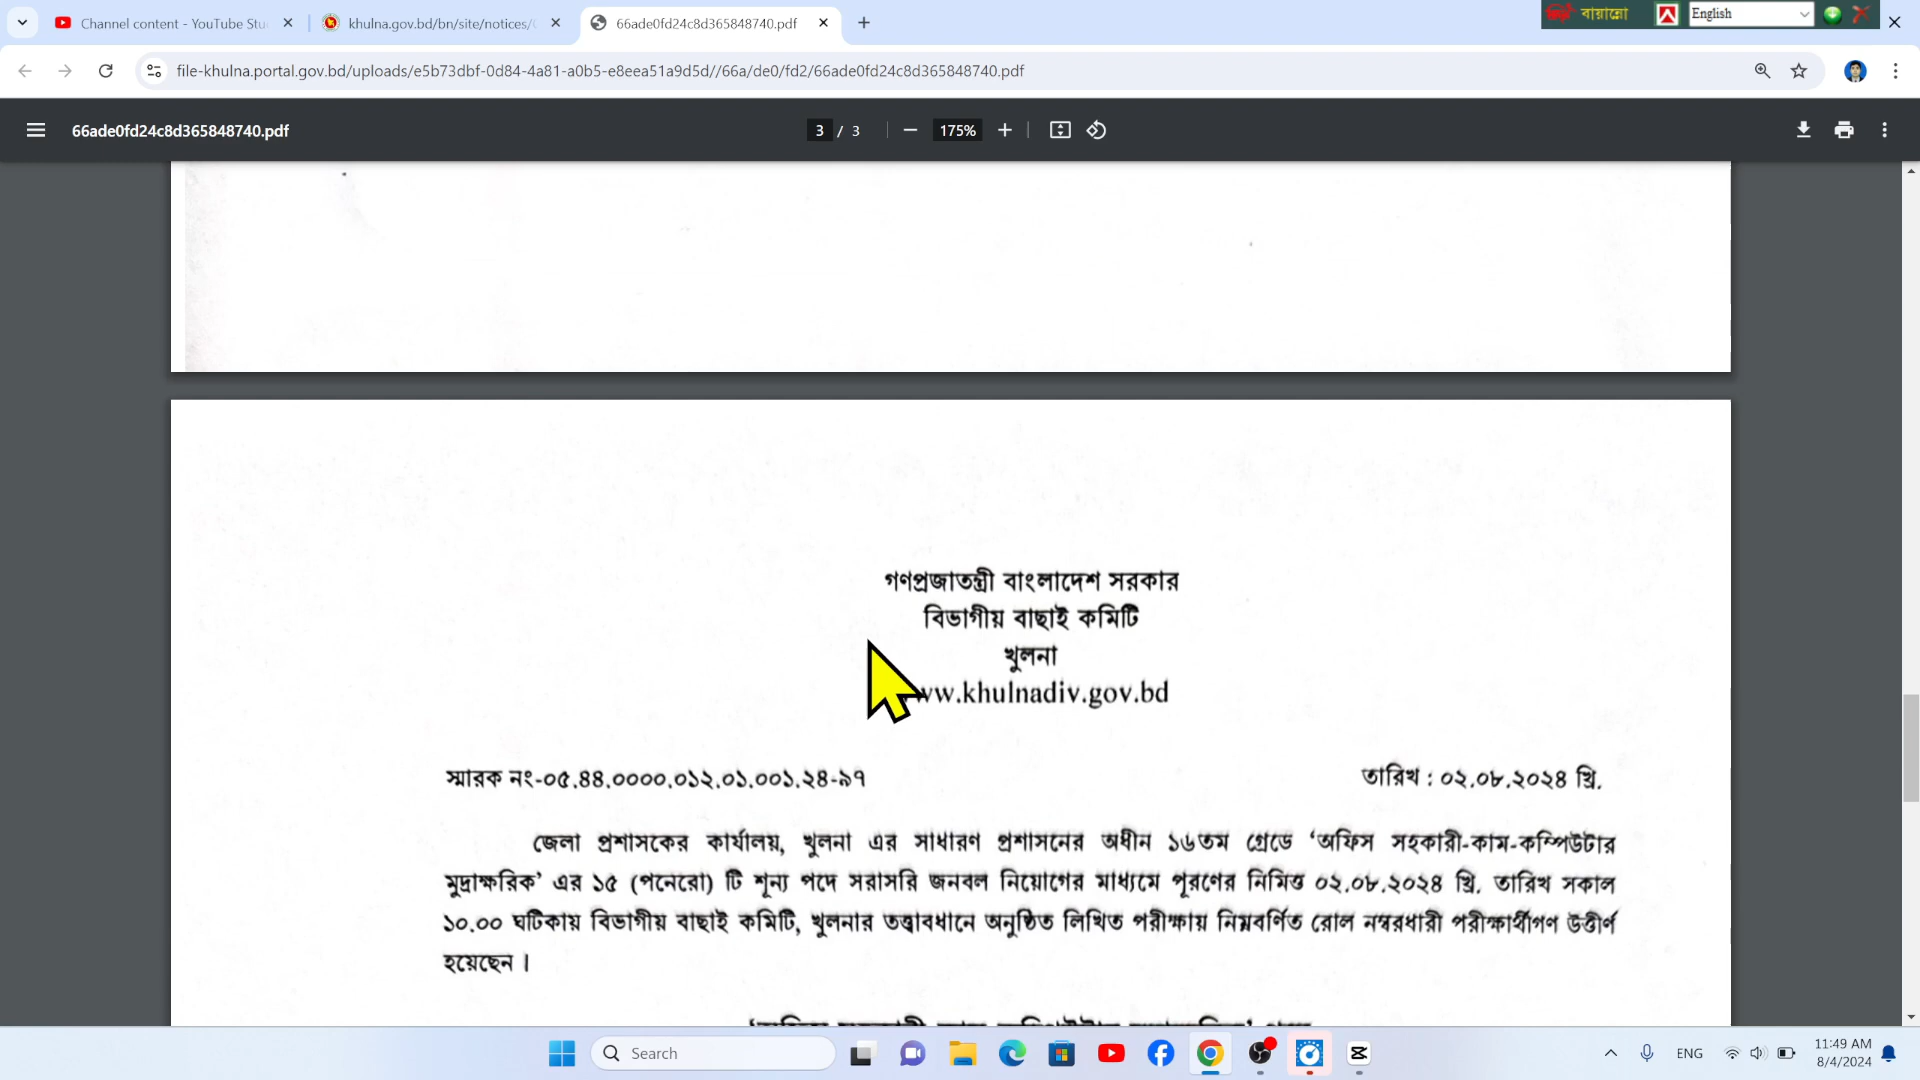 Channel content - YouTube Stu
khulna.gov.bd/bn/site/notices/
66ade0fd24c8d365848740.pdf
বায়ান্নো
English
file-khulna.portal.gov.bd/uploads/e5b73dbf-0d84-4a81-a0b5-e8eea51a9d5d//66a/de0/fd2/66ade0fd24c8d365848740.pdf
66ade0fd24c8d365848740.pdf
3 / 3
175%
গণপ্রজাতন্ত্রী বাংলাদেশ সরকার
বিভাগীয় বাছাই কমিটি
খুলনা
www.khulnadiv.gov.bd
স্মারক নং-০৫.৪৪.০০০০.০১২.০১.০০১.২৪-৯৭
তারিখ : ০২.০৮.২০২৪ খ্রি.
জেলা প্রশাসকের কার্যালয়, খুলনা এর সাধারণ প্রশাসনের অধীন ১৬তম গ্রেডে ‘অফিস সহকারী-কাম-কম্পিউটার
মুদ্রাক্ষরিক’ এর ১৫ (পনেরো) টি শূন্য পদে সরাসরি জনবল নিয়োগের মাধ্যমে পূরণের নিমিত্ত ০২.০৮.২০২৪ খ্রি. তারিখ সকাল
১০.০০ ঘটিকায় বিভাগীয় বাছাই কমিটি, খুলনার তত্ত্বাবধানে অনুষ্ঠিত লিখিত পরীক্ষায় নিম্নবর্ণিত রোল নম্বরধারী পরীক্ষার্থীগণ উত্তীর্ণ
হয়েছেন ।
Search
ENG
11:49 AM
8/4/2024